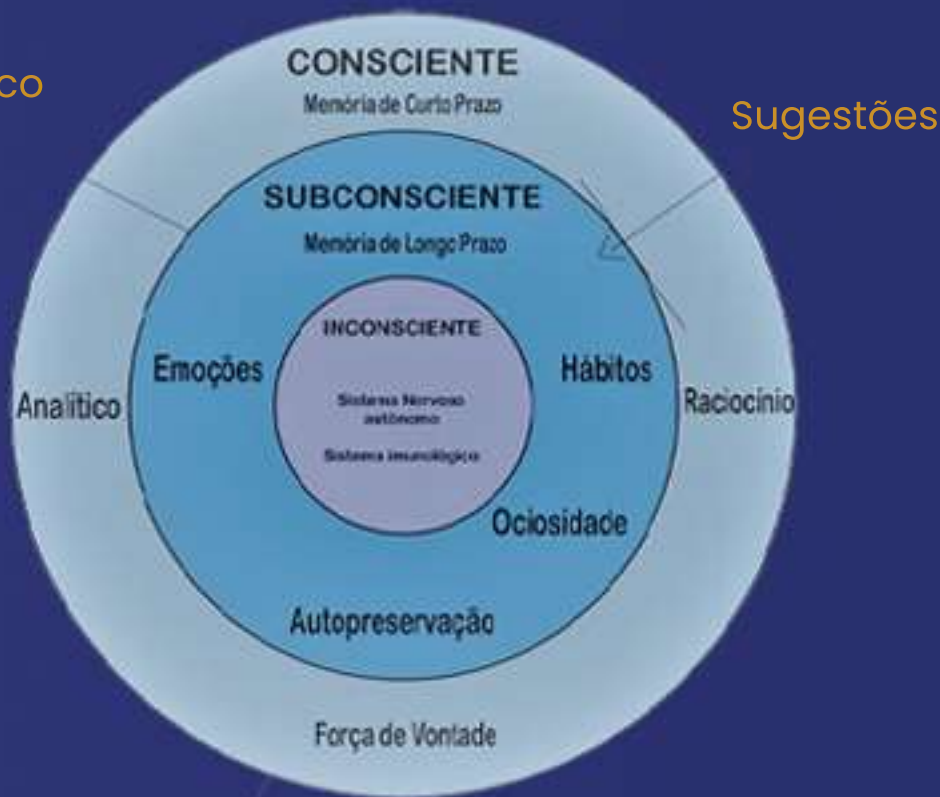 CONSCIENTE
Memória de Curto Prazo
co
Sugestões
SUBCONSCIENTE
Memória de Longo Prazo
INCONSCIENTE
Emoções
Hábitos
Analítico
Sistema Nervoso
autônomo
Raciocínio
Sistema imunológico
Ociosidade
Autopreservação
Força de Vontade